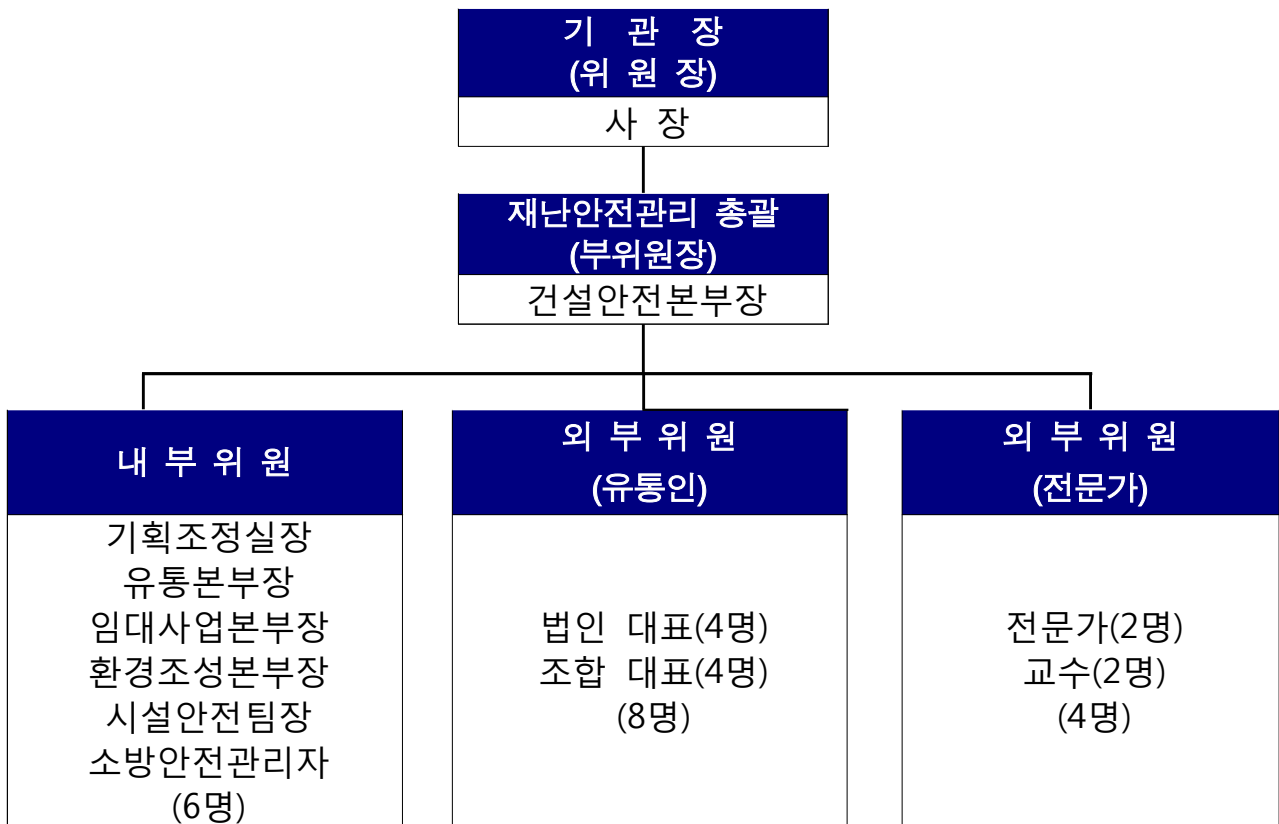 기 관 장
(위 원 장)
사 장
재난안전관리 총괄
(부위원장)
건설안전본부장
내 부 위 원
기획조정실장
유통본부장
임대사업본부장
환경조성본부장
시설안전팀장
소방안전관리자
(6명)
외 부 위 원
(유통인)
법인 대표(4명)
조합 대표(4명)
(8명)
외 부 위 원
(전문가)
전문가(2명)
교수(2명)
(4명)